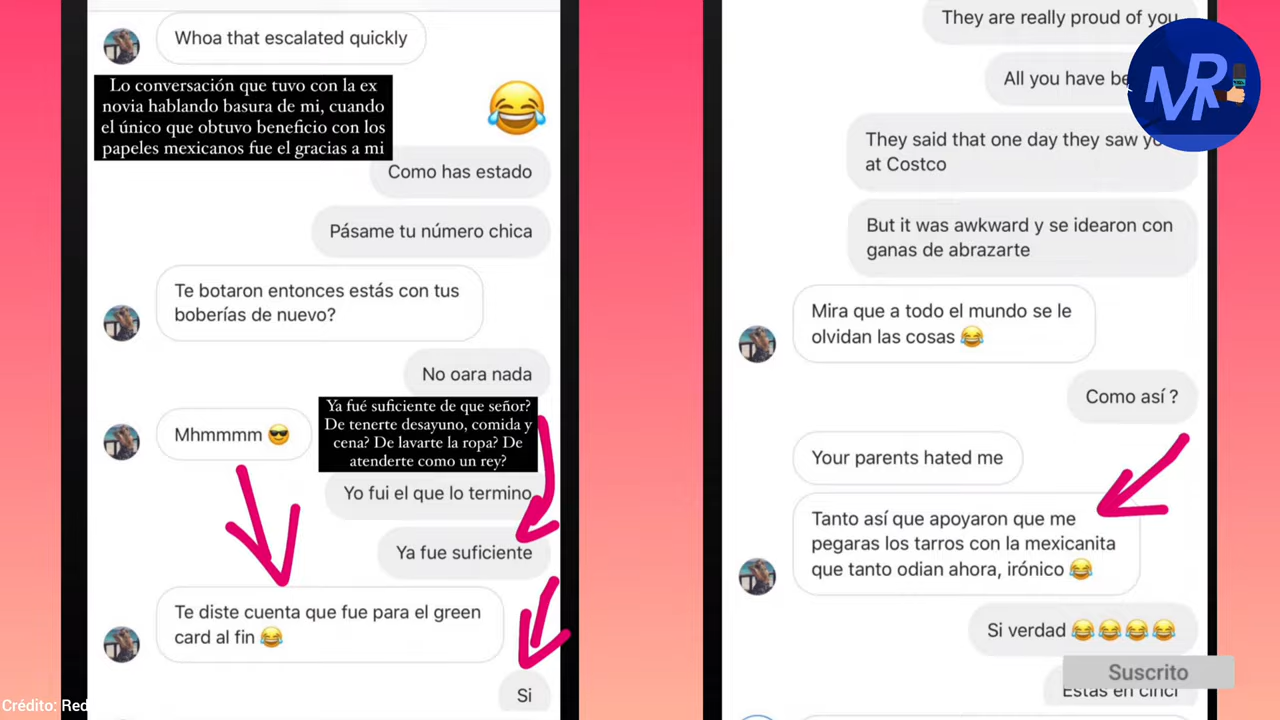 Whoa that escalated quickly
Lo conversación que tuvo con la ex
novia hablando basura de mi, cuando
el único que obtuvo beneficio con los
papeles mexicanos fue el gracias a mi
Como has estado
Pásame tu número chica
Te botaron entonces estás con tus
boberías de nuevo?
No oara nada
Mhmmmm 😎
Ya fué suficiente de que señor?
De tenerte desayuno, comida y
cena? De lavarte la ropa? De
atenderte como un rey?
Yo fui el que lo termino
Ya fue suficiente
Te diste cuenta que fue para el green
card al fin 😂
Si
Crédito: Red
They are really proud of you
All you have be
They said that one day they saw yo
at Costco
But it was awkward y se idearon con
ganas de abrazarte
Mira que a todo el mundo se le
olvidan las cosas 😂
Como así ?
Your parents hated me
Tanto así que apoyaron que me
pegaras los tarros con la mexicanita
que tanto odian ahora, irónico 😂
Si verdad 😂😂😂😂
Estas en cinci
Suscrito
MR